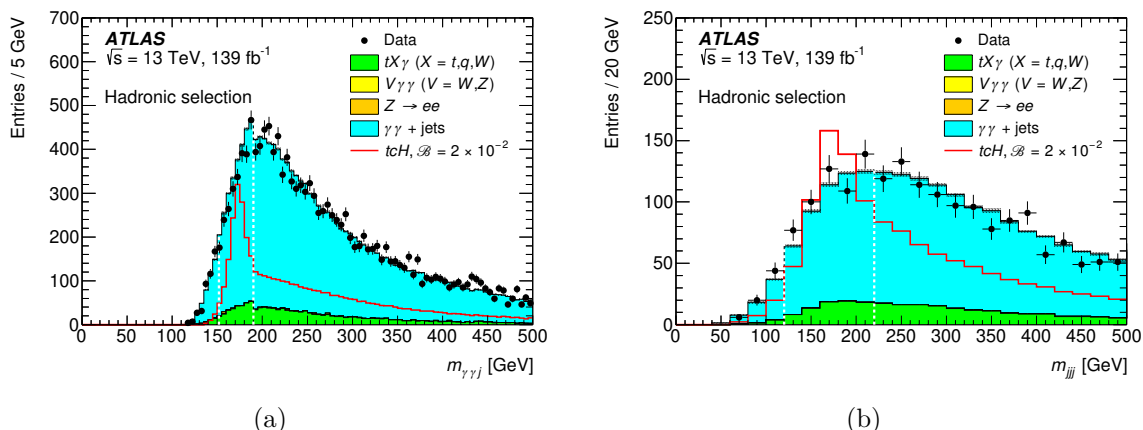 Entries / 5 GeV
700
600
500
400
300
200
100
0
ATLAS
√s = 13 TeV, 139 fb⁻¹
Hadronic selection
Data
tXγ (X = t,q,W)
Vγγ (V = W,Z)
Z → ee
γγ + jets
tcH, ℬ = 2 × 10⁻²
100 150 200 250 300 350 400 450 500
m_γγj [GeV]
(a)
Entries / 20 GeV
250
200
150
100
50
0
ATLAS
√s = 13 TeV, 139 fb⁻¹
Hadronic selection
Data
tXγ (X = t,q,W)
Vγγ (V = W,Z)
Z → ee
γγ + jets
tcH, ℬ = 2 × 10⁻²
0 50 100 150 200 250 300 350 400 450 500
m_jjj [GeV]
(b)